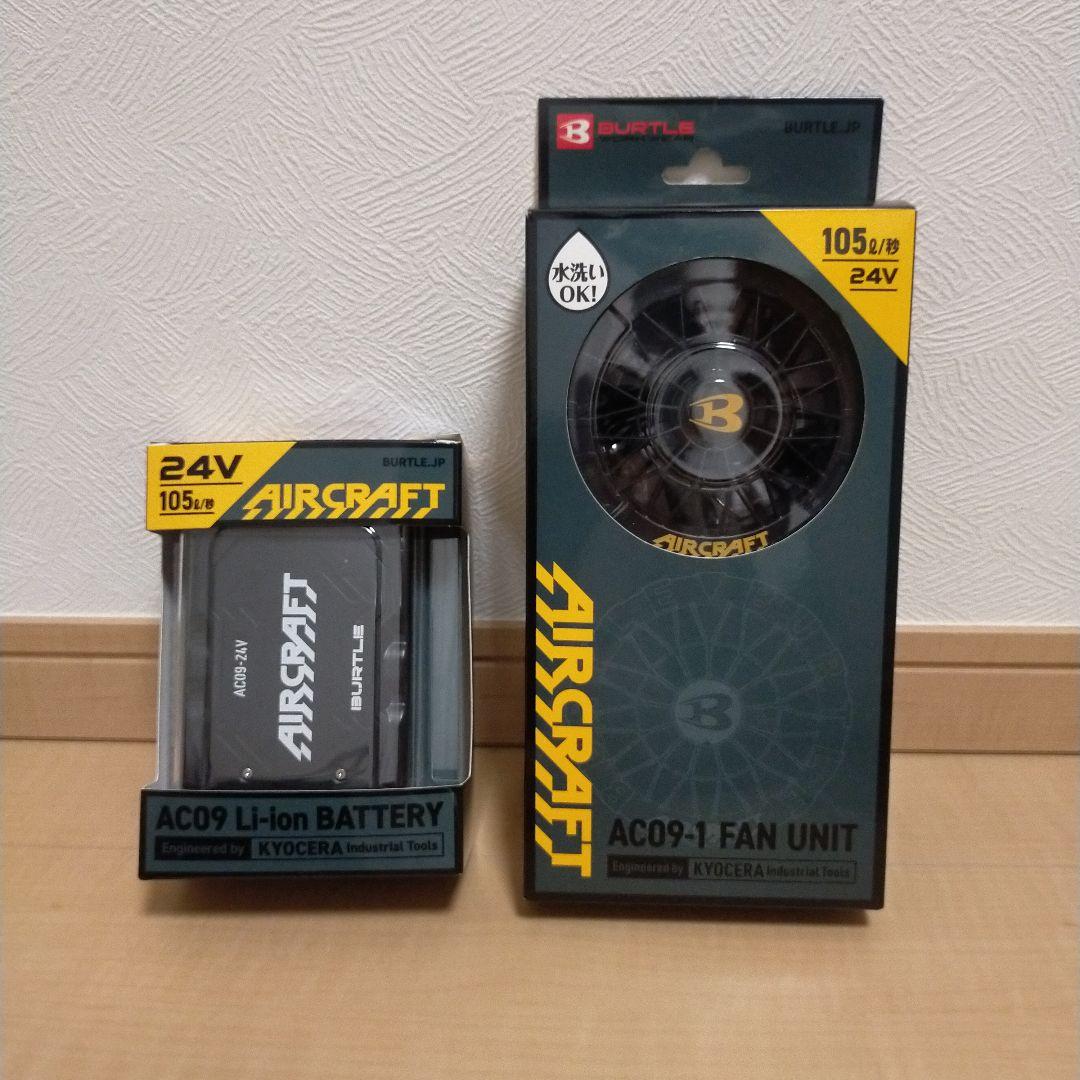 24V
105ℓ/秒
BURTLE.JP
AIRCRAFT
AC09-24V
AIRCRAFT
BURTLE
AC09 Li-ion BATTERY
Engineered by KYOCERA Industrial Tools
B BURTLE
WORK WEAR
BURTLE.JP
水洗い
OK!
105ℓ/秒
24V
B
AIRCRAFT
AIRCRAFT
B
AC09-1 FAN UNIT
Engineered by KYOCERA Industrial Tools